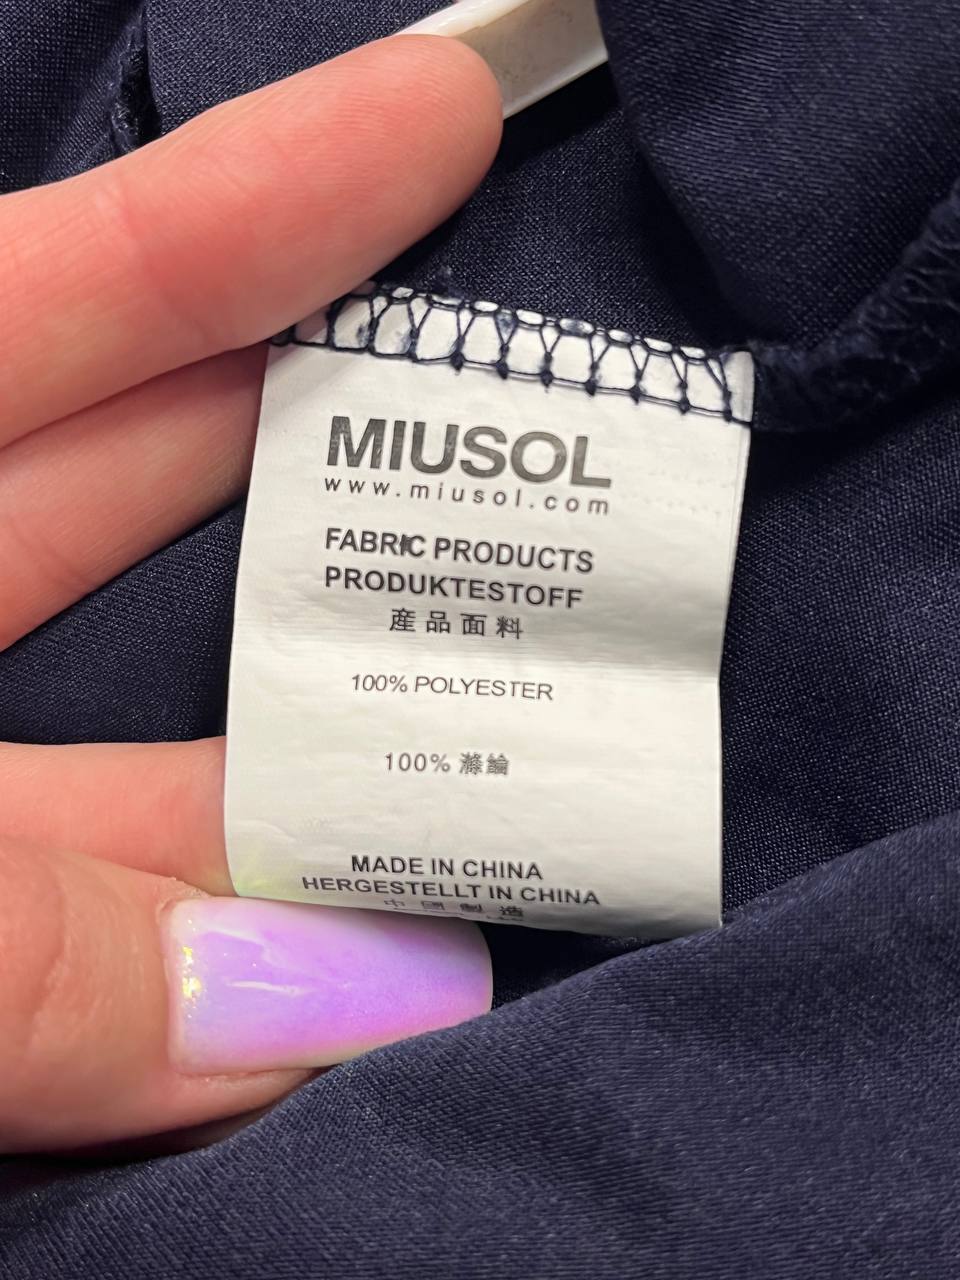 MIUSOL
www.miusol.com
FABRIC PRODUCTS
PRODUKTESTOFF
産品面料
100% POLYESTER
100% 滌綸
MADE IN CHINA
HERGESTELLT IN CHINA
中國製造